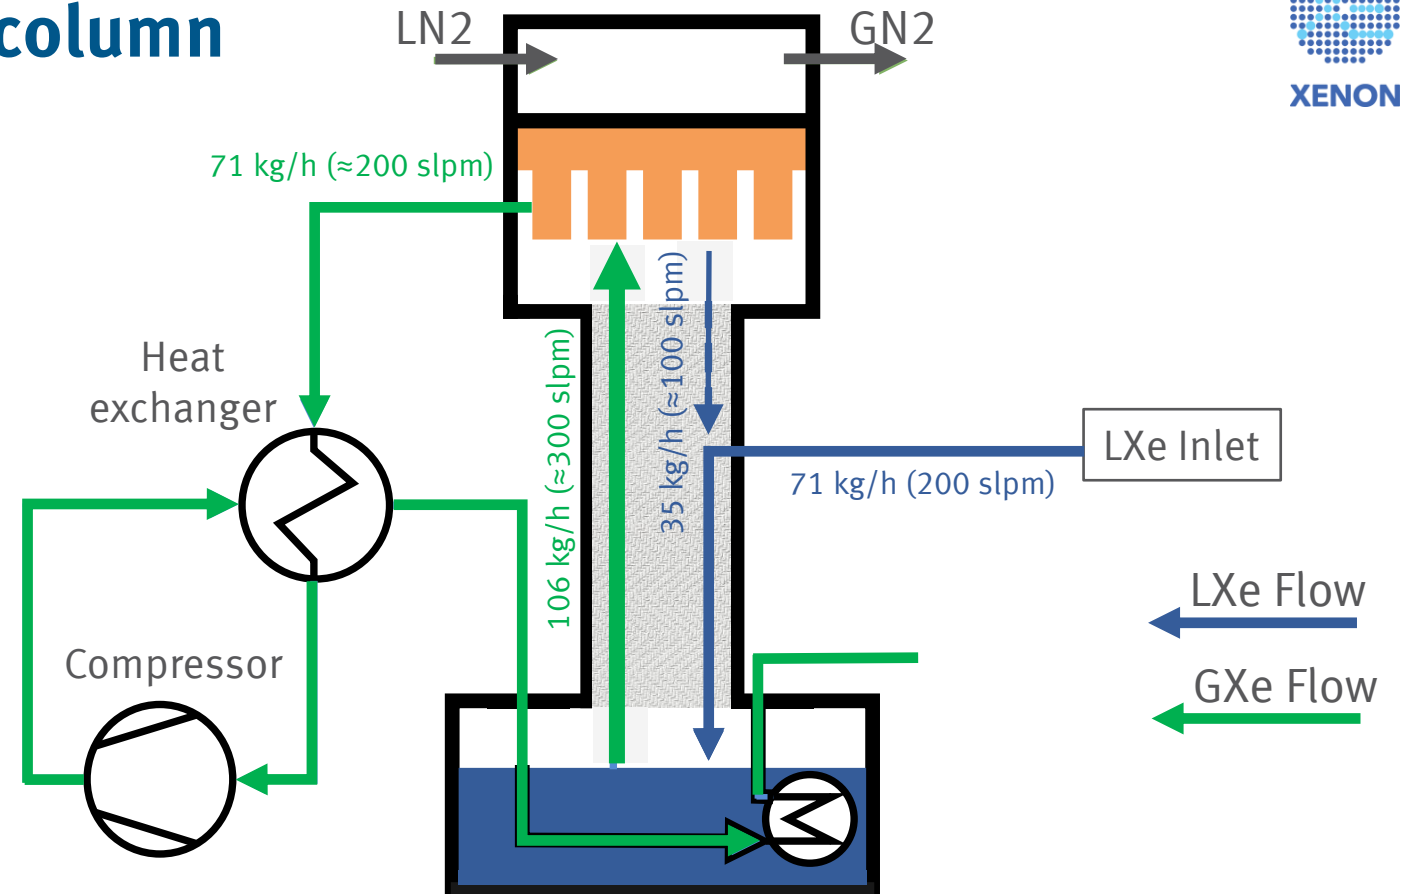 column
LN2
GN2
XENON
71 kg/h (≈200 slpm)
Heat
exchanger
106 kg/h (≈300 slpm)
35 kg/h (≈100 slpm)
LXe Inlet
71 kg/h (200 slpm)
LXe Flow
Compressor
GXe Flow